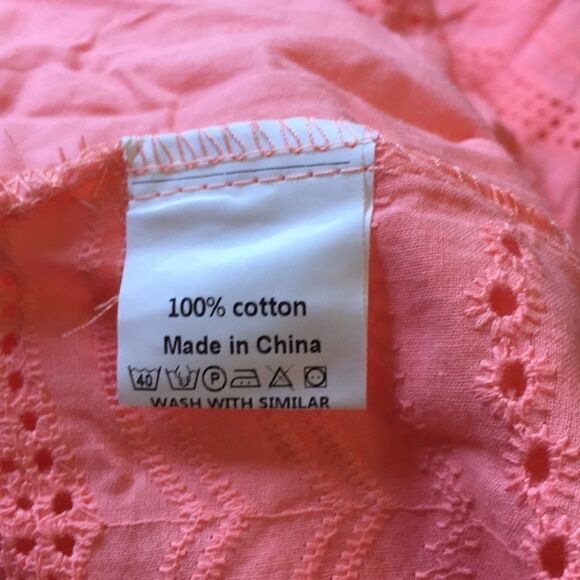 100% cotton
Made in China
40 P
WASH WITH SIMILAR